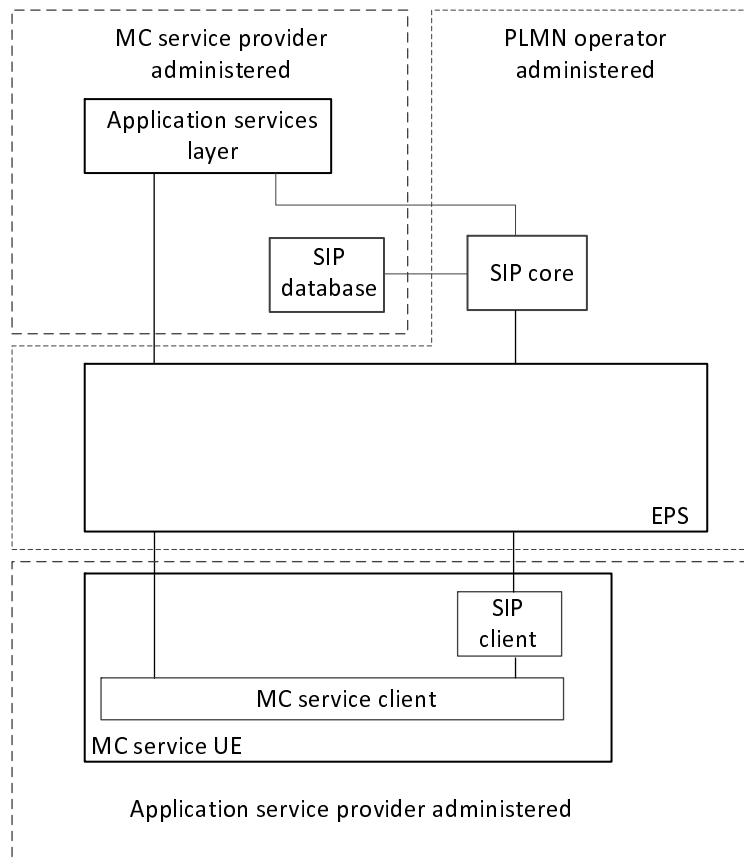 MC service provider
administered
PLMN operator
administered
Application services
layer
SIP
database
SIP core
EPS
SIP
client
MC service client
MC service UE
Application service provider administered